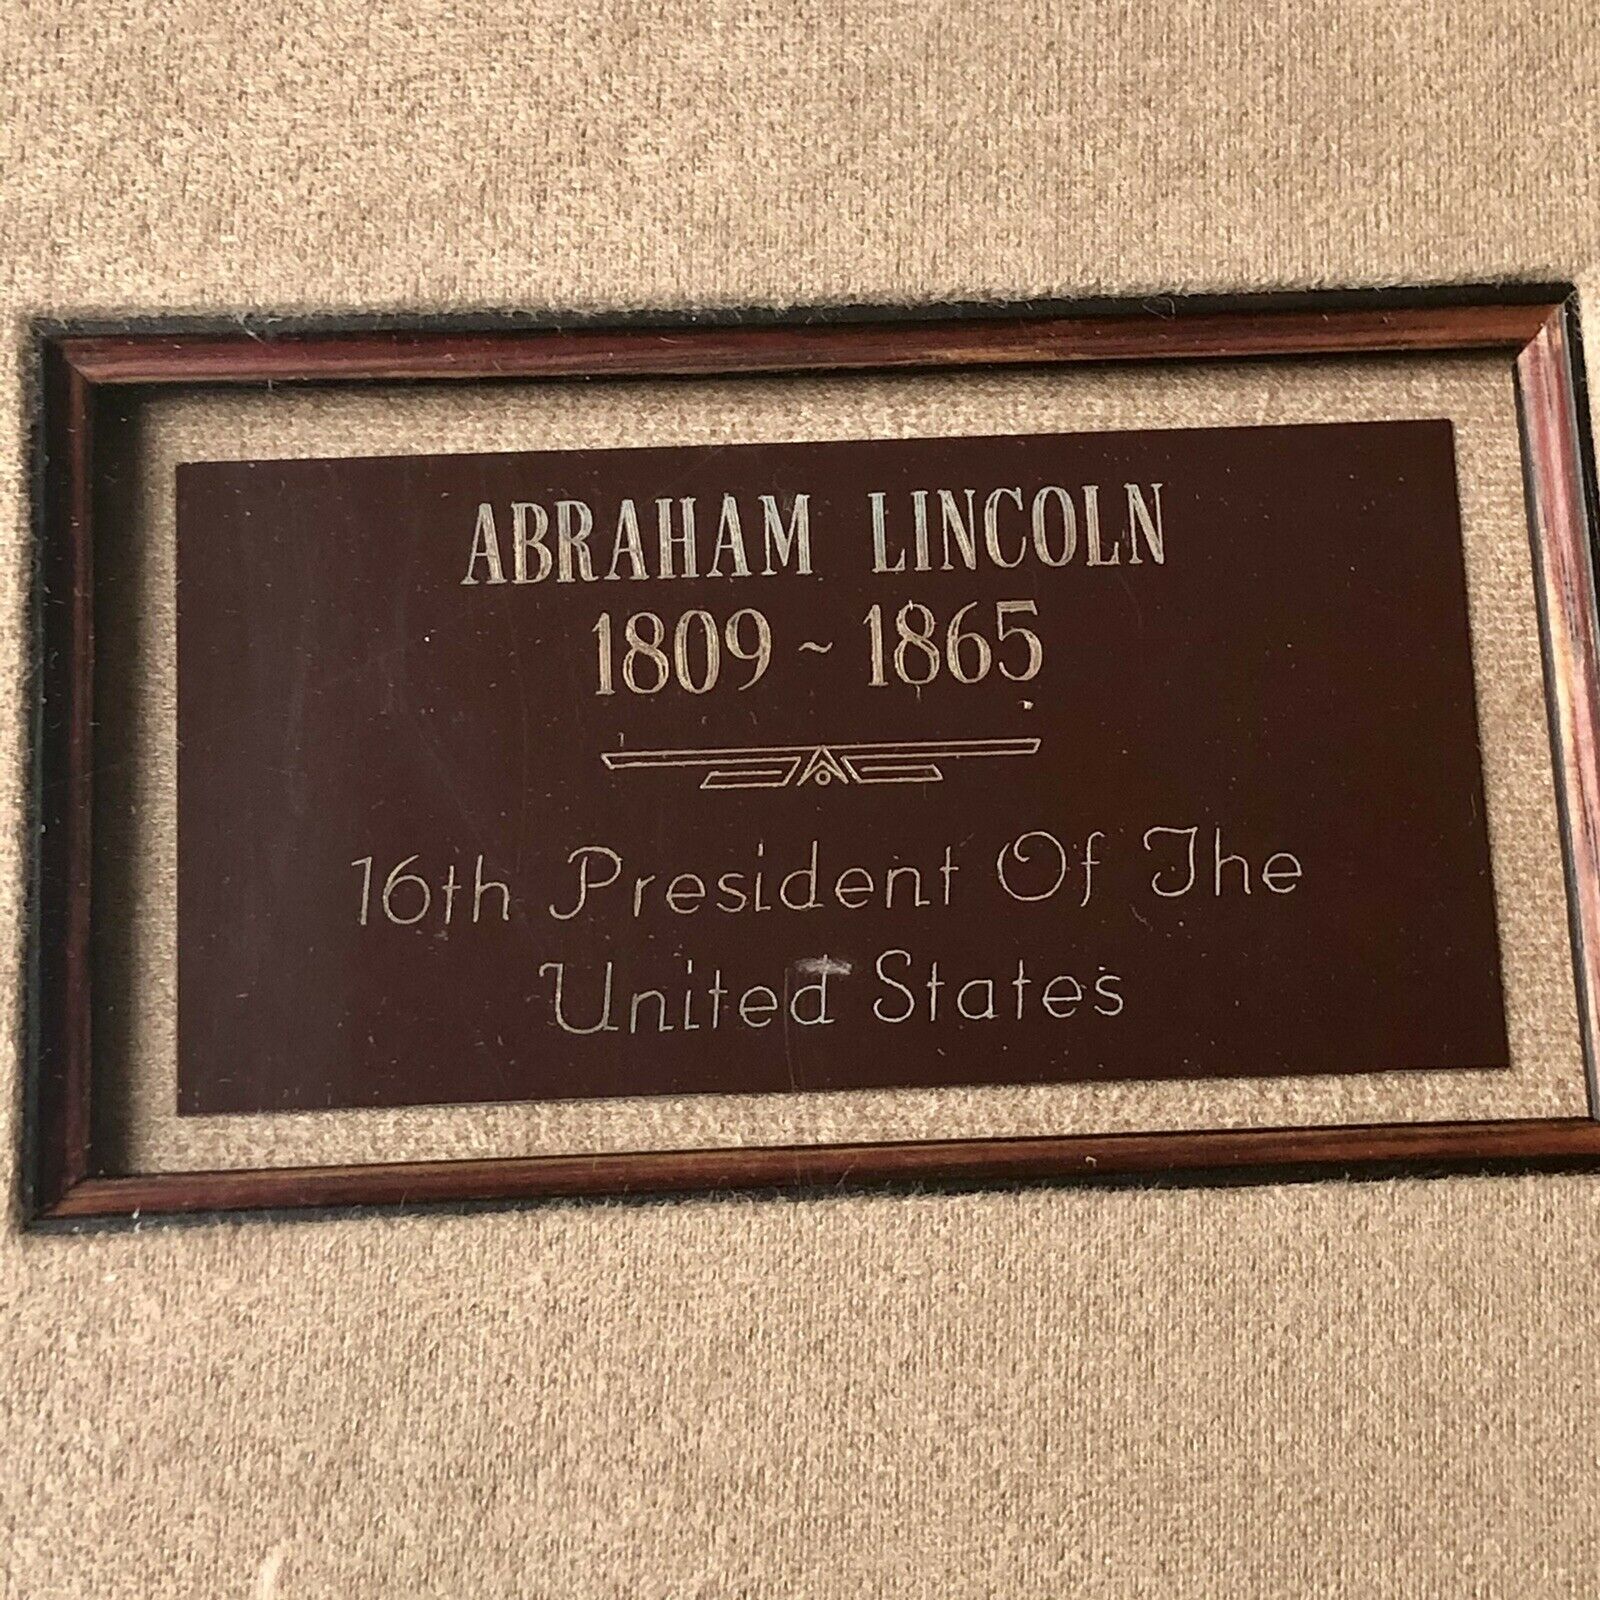 ABRAHAM LINCOLN
1809 ~ 1865
16th President Of The
United States